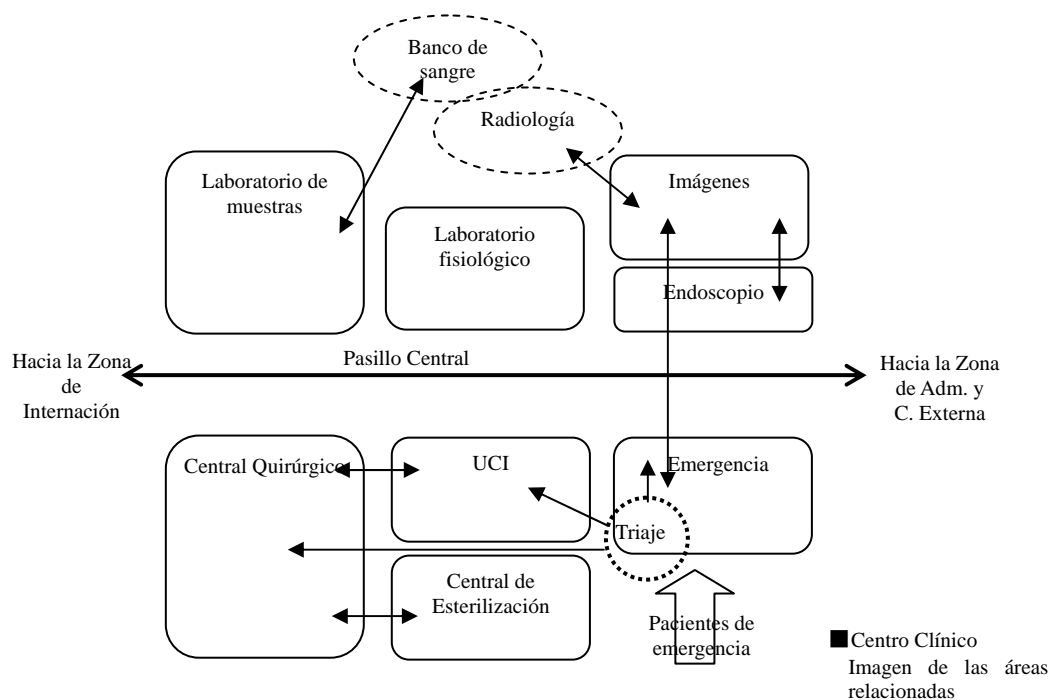 Banco de
sangre
Radiología
Laboratorio de
muestras
Laboratorio
fisiológico
Imágenes
Endoscopio
Hacia la Zona
de
Internación
Pasillo Central
Hacia la Zona
de Adm. y
C. Externa
Central Quirúrgico
UCI
Emergencia
Triaje
Central de
Esterilización
Pacientes de
emergencia
■ Centro Clínico
Imagen de las áreas
relacionadas